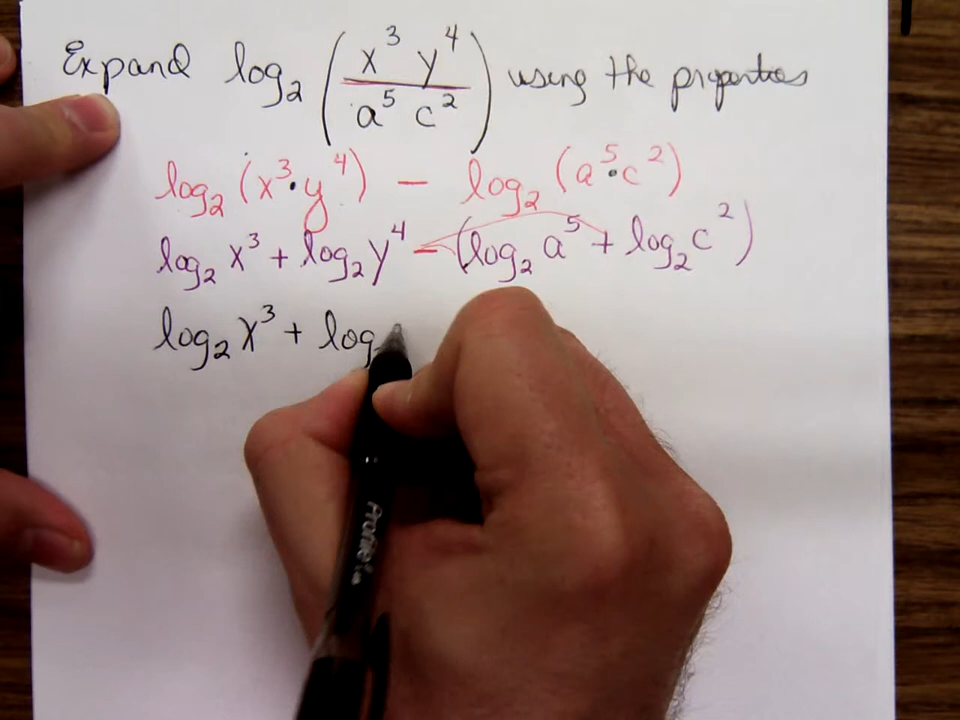 Expand log₂ (x³ y⁴ / a⁵ c²) using the properties
log₂ (x³·y⁴) − log₂ (a⁵·c²)
log₂ x³ + log₂ y⁴ − (log₂ a⁵ + log₂ c²)
log₂ x³ + log₂